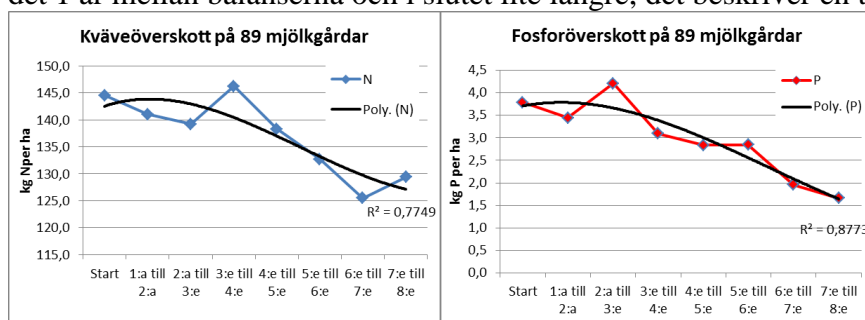 det 1 år mellan balanserna och i slutet lite längre, det beskriver en
Kväveöverskott på 89 mjölkgårdar
150,0
145,0
140,0
135,0
130,0
125,0
120,0
115,0
kg Nper ha
N
Poly. (N)
R² = 0,7749
Start
1:a till 2:a
2:a till 3:e
3:e till 4:e
4:e till 5:e
5:e till 6:e
6:e till 7:e
7:e till 8:e
Fosforöverskott på 89 mjölkgårdar
4,5
4,0
3,5
3,0
2,5
2,0
1,5
1,0
0,5
0,0
kg P per ha
P
Poly. (P)
R² = 0,8773
Start
1:a till 2:a
2:a till 3:e
3:e till 4:e
4:e till 5:e
5:e till 6:e
6:e till 7:e
7:e till 8:e